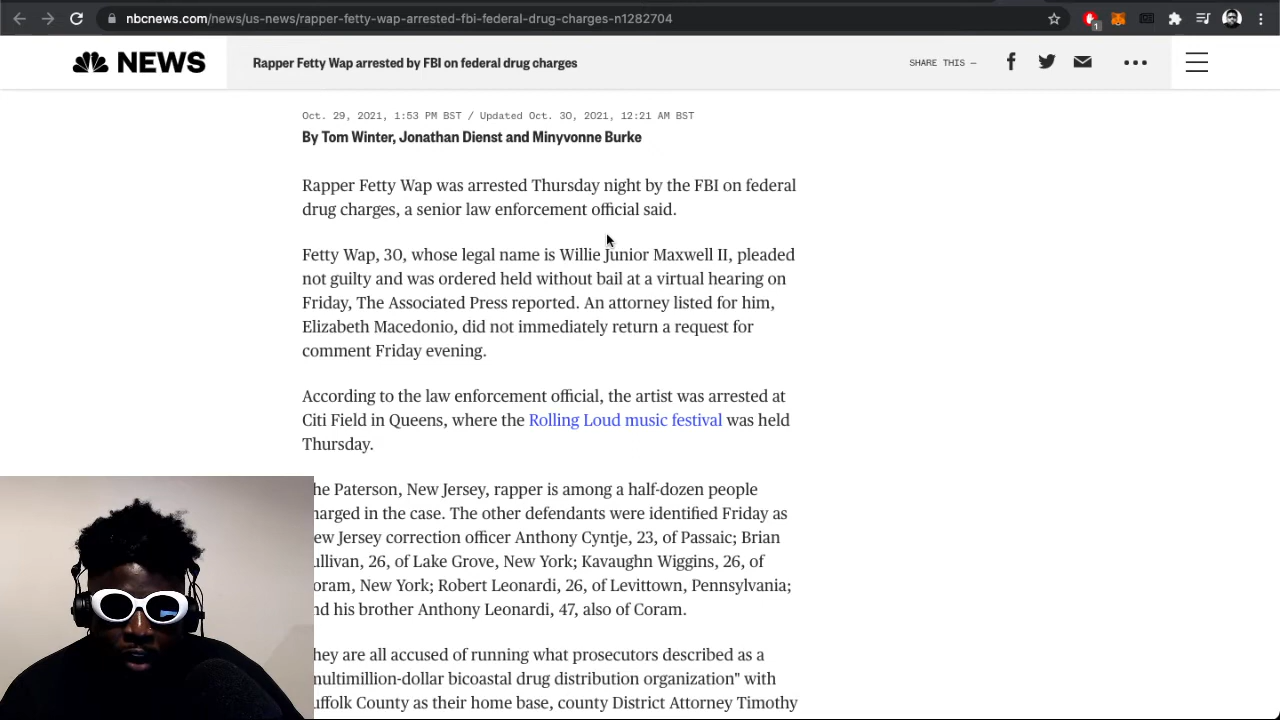 nbcnews.com/news/us-news/rapper-fetty-wap-arrested-fbi-federal-drug-charges-n1282704
1
NEWS
Rapper Fetty Wap arrested by FBI on federal drug charges
SHARE THIS —
Oct. 29, 2021, 1:53 PM BST / Updated Oct. 30, 2021, 12:21 AM BST
By Tom Winter, Jonathan Dienst and Minyvonne Burke
Rapper Fetty Wap was arrested Thursday night by the FBI on federal
drug charges, a senior law enforcement official said.
Fetty Wap, 30, whose legal name is Willie Junior Maxwell II, pleaded
not guilty and was ordered held without bail at a virtual hearing on
Friday, The Associated Press reported. An attorney listed for him,
Elizabeth Macedonio, did not immediately return a request for
comment Friday evening.
According to the law enforcement official, the artist was arrested at
Citi Field in Queens, where the Rolling Loud music festival was held
Thursday.
he Paterson, New Jersey, rapper is among a half-dozen people
harged in the case. The other defendants were identified Friday as
ew Jersey correction officer Anthony Cyntje, 23, of Passaic; Brian
ullivan, 26, of Lake Grove, New York; Kavaughn Wiggins, 26, of
oram, New York; Robert Leonardi, 26, of Levittown, Pennsylvania;
nd his brother Anthony Leonardi, 47, also of Coram.
hey are all accused of running what prosecutors described as a
multimillion-dollar bicoastal drug distribution organization" with
uffolk County as their home base, county District Attorney Timothy